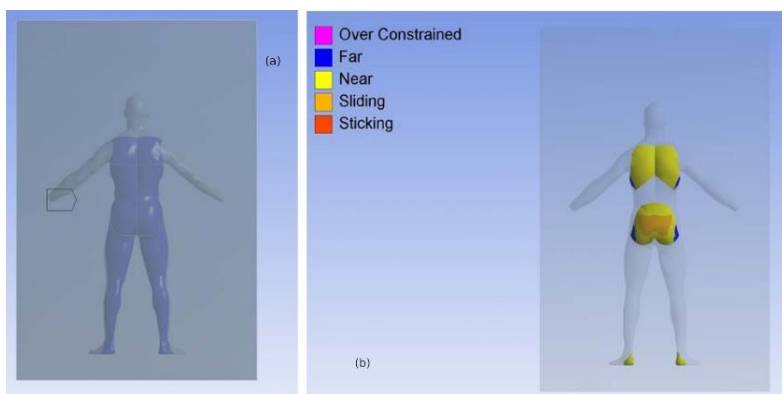 (a)
Over Constrained
Far
Near
Sliding
Sticking
(b)